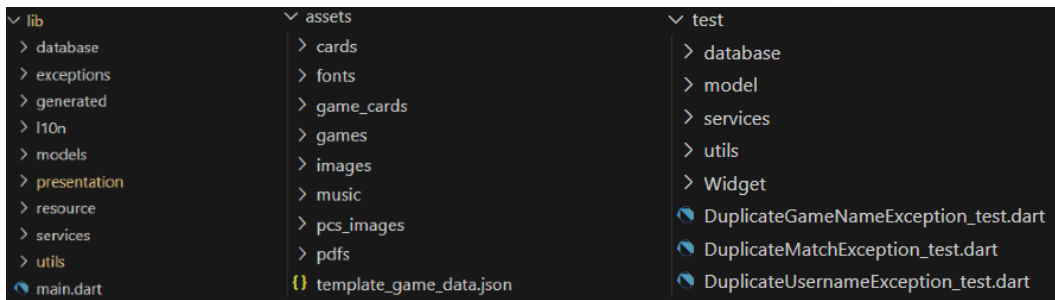 lib
database
exceptions
generated
l10n
models
presentation
resource
services
utils
main.dart
assets
cards
fonts
game_cards
games
images
music
pcs_images
pdfs
{} template_game_data.json
test
database
model
services
utils
Widget
DuplicateGameNameException_test.dart
DuplicateMatchException_test.dart
DuplicateUsernameException_test.dart